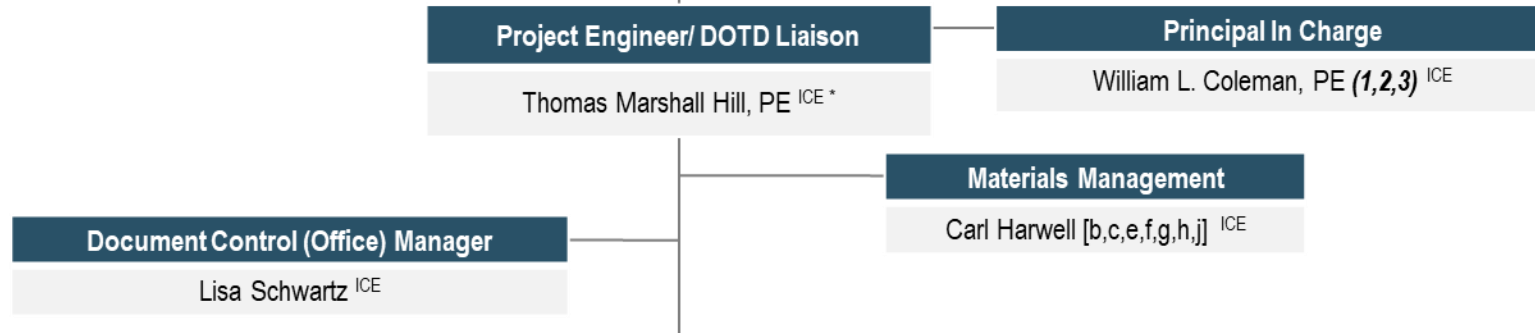 Project Engineer/ DOTD Liaison
Thomas Marshall Hill, PE ICE *
Principal In Charge
William L. Coleman, PE (1,2,3) ICE
Materials Management
Carl Harwell [b,c,e,f,g,h,j] ICE
Document Control (Office) Manager
Lisa Schwartz ICE